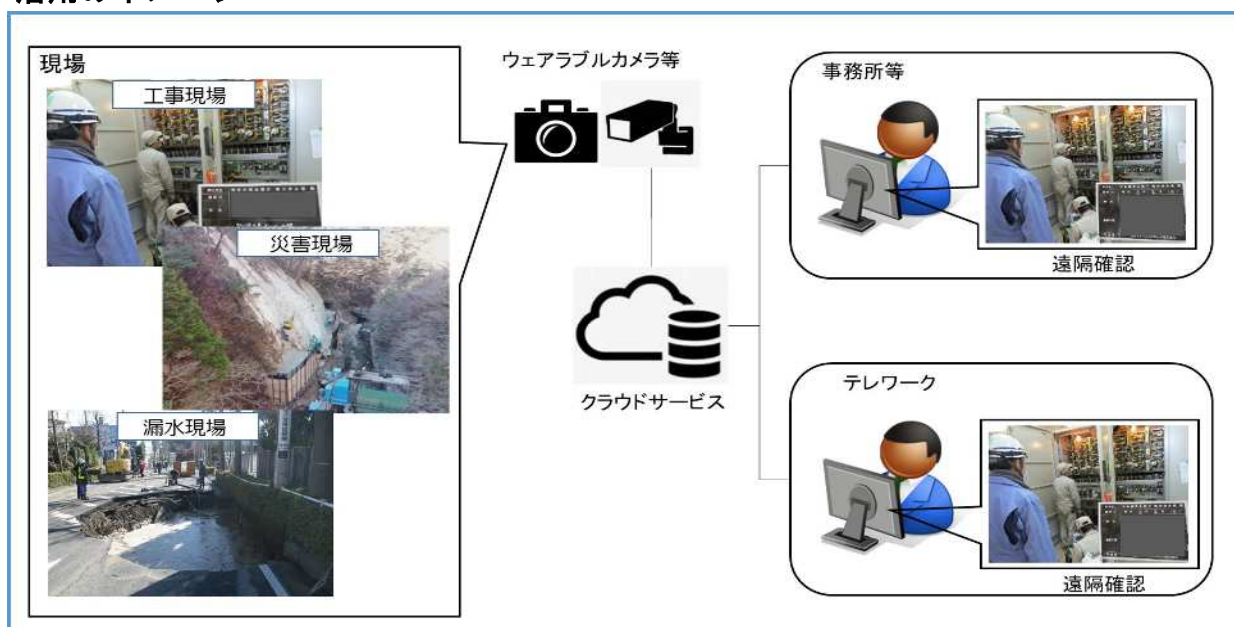 現場
工事現場
災害現場
漏水現場
ウェアラブルカメラ等
クラウドサービス
事務所等
遠隔確認
テレワーク
遠隔確認